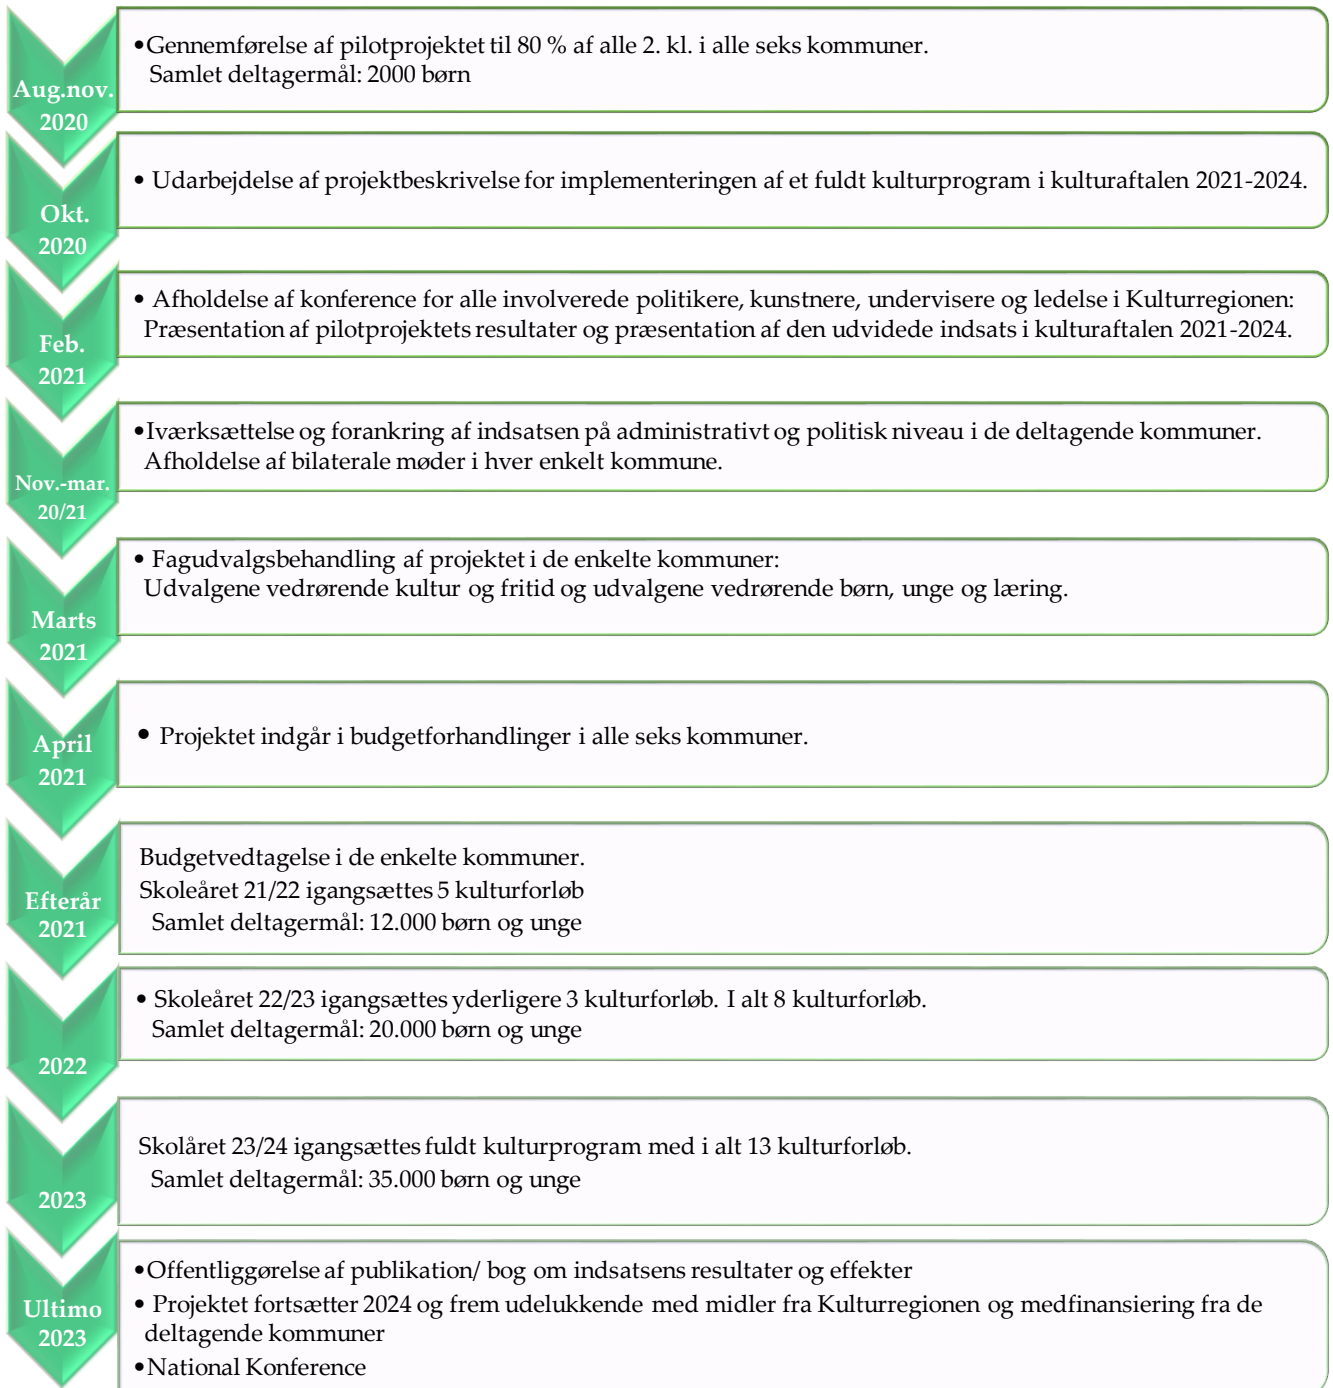 Aug.nov.
2020
•Gennemførelse af pilotprojektet til 80 % af alle 2. kl. i alle seks kommuner.
Samlet deltagermål: 2000 børn
Okt.
2020
• Udarbejdelse af projektbeskrivelse for implementeringen af et fuldt kulturprogram i kulturaftalen 2021-2024.
Feb.
2021
• Afholdelse af konference for alle involverede politikere, kunstnere, undervisere og ledelse i Kulturregionen:
Præsentation af pilotprojektets resultater og præsentation af den udvidede indsats i kulturaftalen 2021-2024.
Nov.-mar.
20/21
•Iværksættelse og forankring af indsatsen på administrativt og politisk niveau i de deltagende kommuner.
Afholdelse af bilaterale møder i hver enkelt kommune.
Marts
2021
• Fagudvalgsbehandling af projektet i de enkelte kommuner:
Udvalgene vedrørende kultur og fritid og udvalgene vedrørende børn, unge og læring.
April
2021
• Projektet indgår i budgetforhandlinger i alle seks kommuner.
Efterår
2021
Budgetvedtagelse i de enkelte kommuner.
Skoleåret 21/22 igangsættes 5 kulturforløb
Samlet deltagermål: 12.000 børn og unge
2022
• Skoleåret 22/23 igangsættes yderligere 3 kulturforløb. I alt 8 kulturforløb.
Samlet deltagermål: 20.000 børn og unge
2023
Skolåret 23/24 igangsættes fuldt kulturprogram med i alt 13 kulturforløb.
Samlet deltagermål: 35.000 børn og unge
Ultimo
2023
•Offentliggørelse af publikation/ bog om indsatsens resultater og effekter
• Projektet fortsætter 2024 og frem udelukkende med midler fra Kulturregionen og medfinansiering fra de
deltagende kommuner
•National Konference